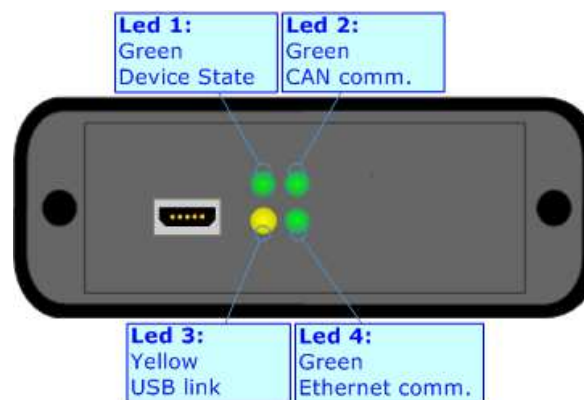 Led 1:
Green
Device State
Led 2:
Green
CAN comm.
Led 3:
Yellow
USB link
Led 4:
Green
Ethernet comm.